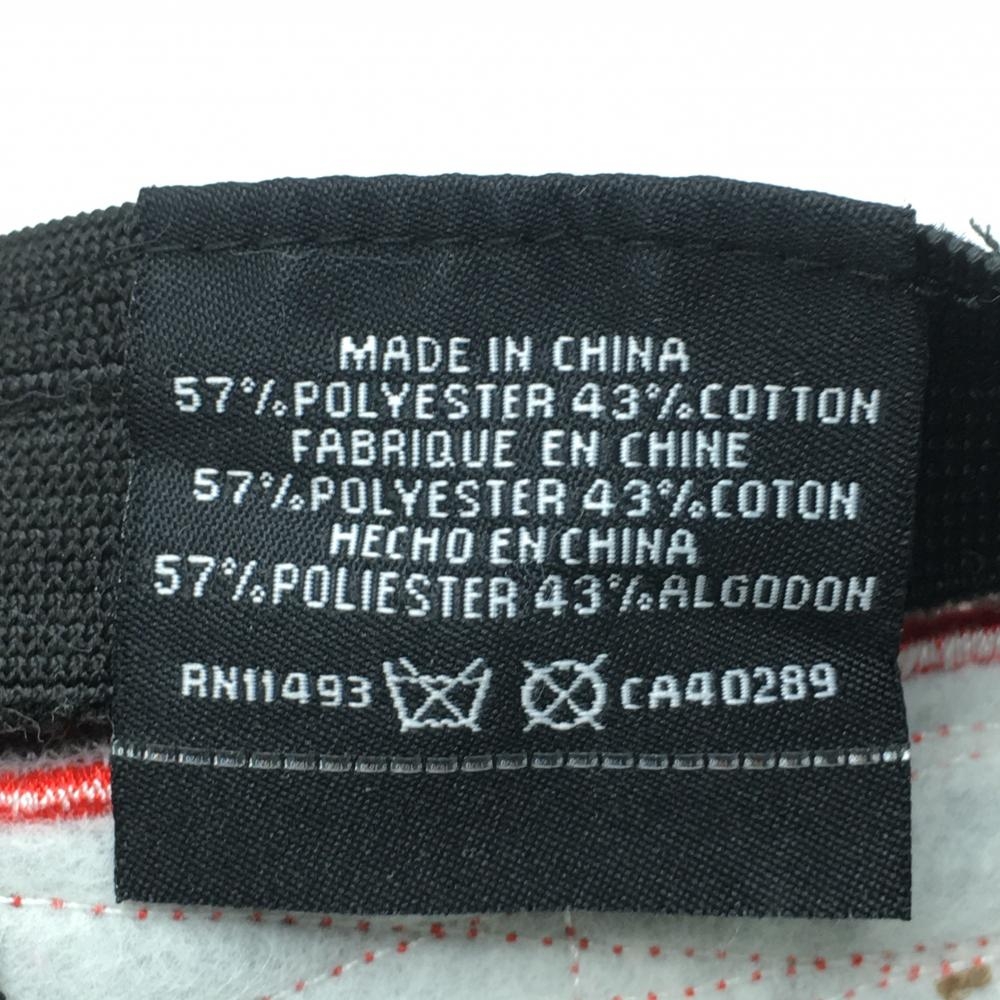 MADE IN CHINA
57%POLYESTER 43%COTTON
FABRIQUE EN CHINE
57%POLYESTER 43%COTON
HECHO EN CHINA
57%POLIESTER 43%ALGODON
RN11493 CA40289